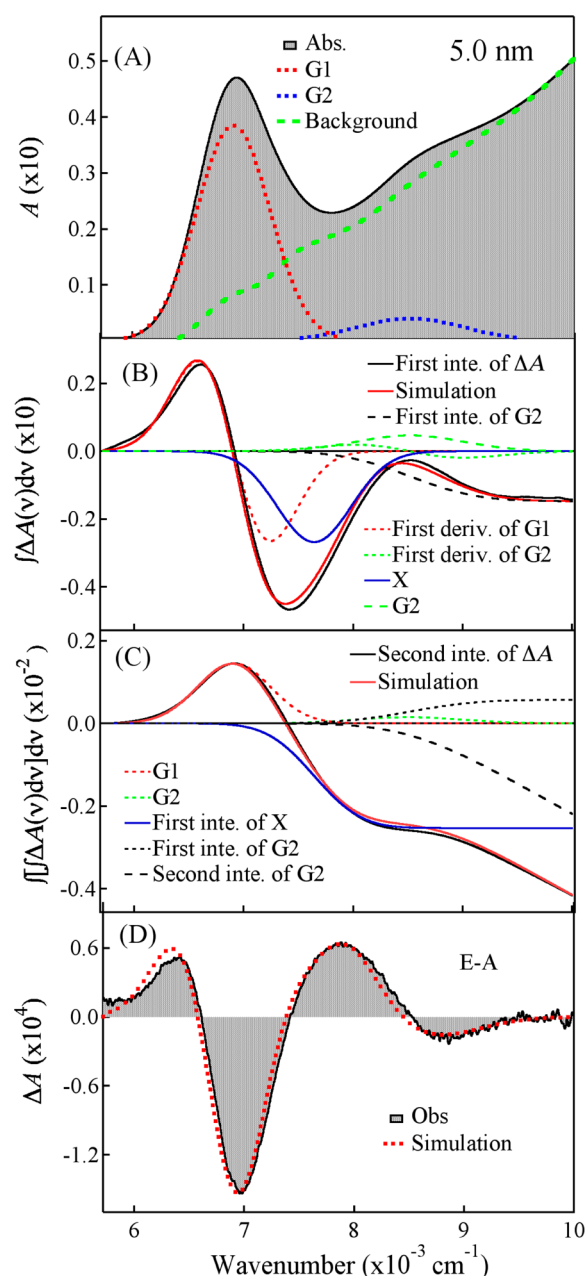 (A)
Abs.
G1
G2
Background
5.0 nm
A (x10)
0.5
0.4
0.3
0.2
0.1
(B)
First inte. of ΔA
Simulation
First inte. of G2
First deriv. of G1
First deriv. of G2
X
G2
∫ΔA(ν)dν (x10)
0.2
0.0
-0.2
-0.4
(C)
Second inte. of ΔA
Simulation
G1
G2
First inte. of X
First inte. of G2
Second inte. of G2
∫[∫ΔA(ν)dν]dν (x10⁻²)
0.2
0.0
-0.2
-0.4
(D)
E-A
Obs
Simulation
ΔA (x10⁴)
0.6
0.0
-0.6
-1.2
6 7 8 9 10
Wavenumber (x10⁻³ cm⁻¹)